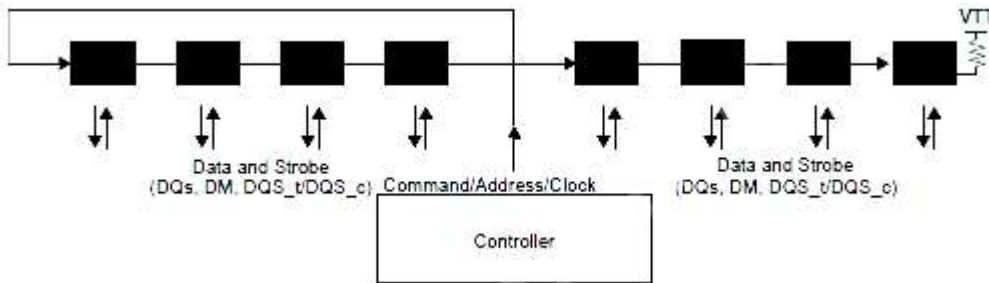 VTT
Data and Strobe
(DQs, DM, DQS_t/DQS_c)
Command/Address/Clock
Data and Strobe
(DQs, DM, DQS_t/DQS_c)
Controller